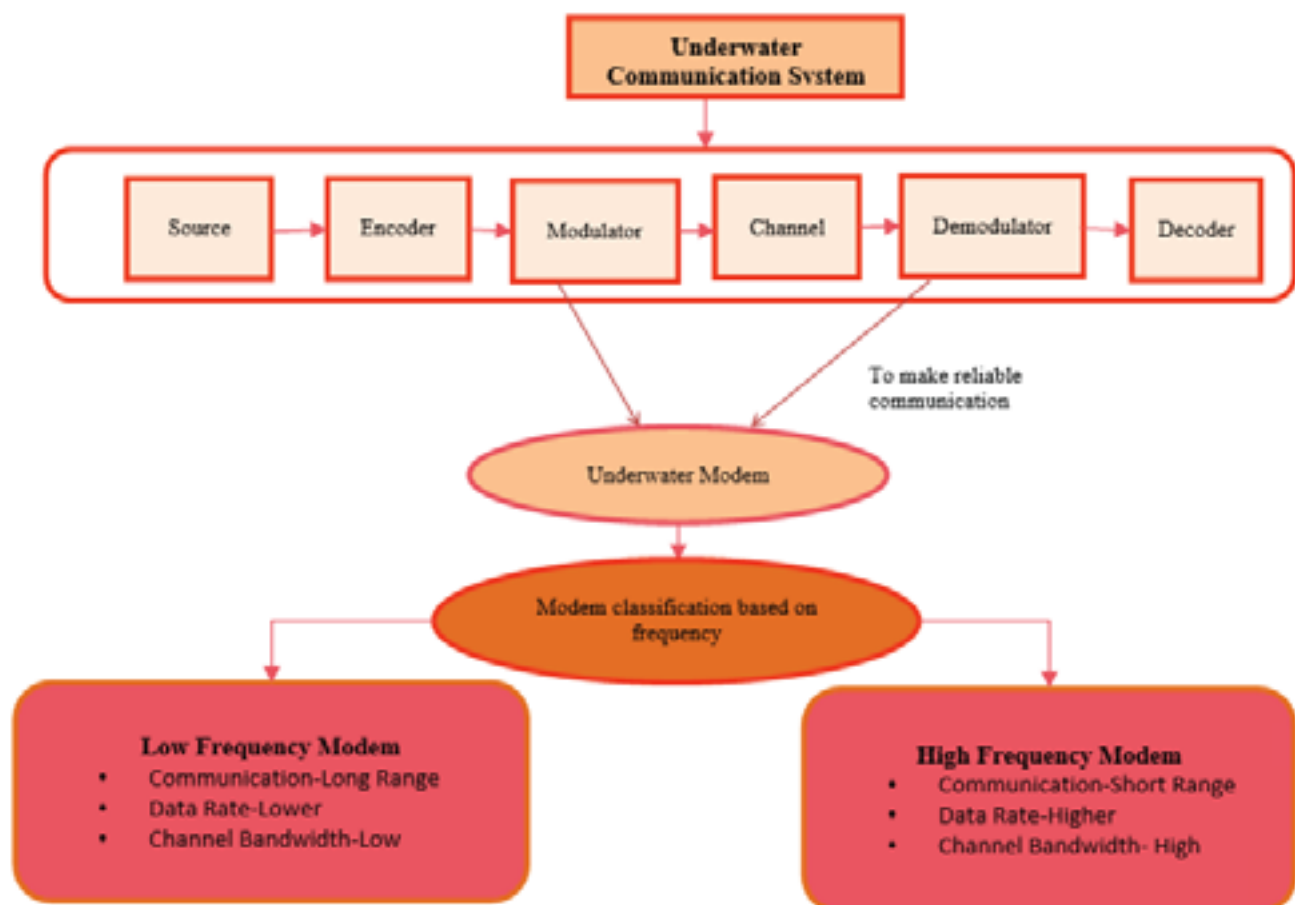 Underwater
Communication System
Source
Encoder
Modulator
Channel
Demodulator
Decoder
To make reliable
communication
Underwater Modem
Modem classification based on
frequency
Low Frequency Modem
• Communication-Long Range
• Data Rate-Lower
• Channel Bandwidth-Low
High Frequency Modem
• Communication-Short Range
• Data Rate-Higher
• Channel Bandwidth- High